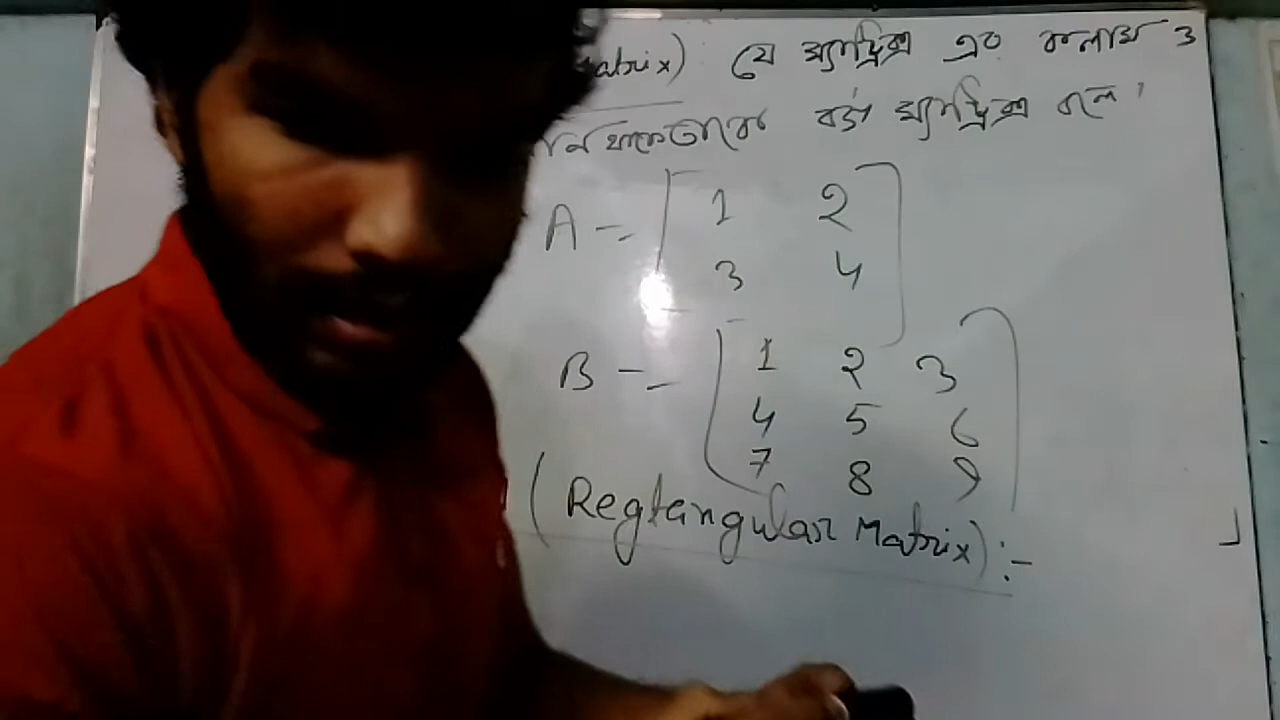 atrix) যে ম্যাট্রিক্স এর কলাম ও
থাকে তাকে বর্গ ম্যাট্রিক্স বলে।
A = [ 1 2
3 4 ]
B = [ 1 2 3
4 5 6
7 8 9 ]
(Regtangular Matrix):-